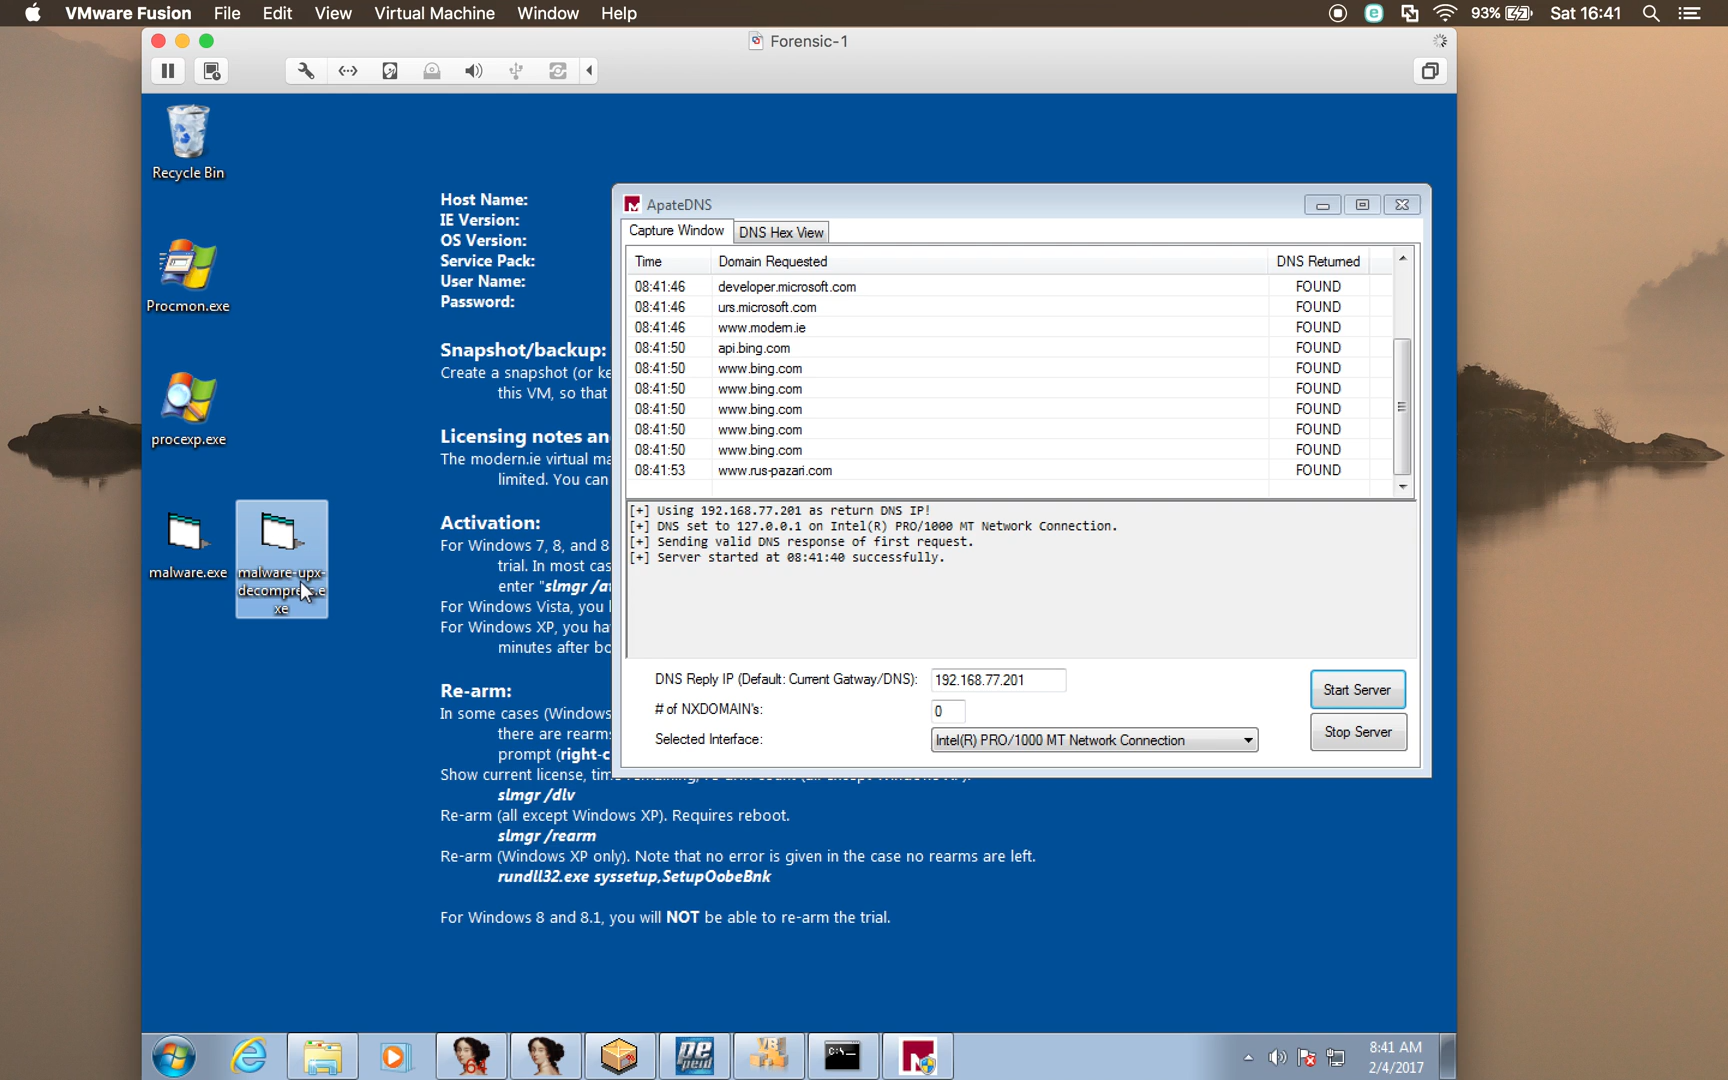 VMware Fusion File Edit View Virtual Machine Window Help 93% Sat 16:41
Forensic-1
Recycle Bin
Procmon.exe
procexp.exe
malware.exe
malware-upx-
decompress.e
xe
Host Name:
IE Version:
OS Version:
Service Pack:
User Name:
Password:
Snapshot/backup:
Create a snapshot (or
this VM, so that
Licensing notes
The modern.ie virtual
limited. You can
Activation:
For Windows 7, 8, and 8
trial. In most
enter "slmgr
For Windows Vista, you
For Windows XP, you
minutes after
Re-arm:
In some cases (Windows
there are
prompt (
Show current license,
slmgr /dlv
Re-arm (all except Windows XP). Requires reboot.
slmgr /rearm
Re-arm (Windows XP only). Note that no error is given in the case no rearms are left.
rundll32.exe syssetup,SetupOobeBnk
For Windows 8 and 8.1, you will NOT be able to re-arm the trial.
ApateDNS
Capture Window DNS Hex View
Time Domain Requested DNS Returned
08:41:46 developer.microsoft.com FOUND
08:41:46 urs.microsoft.com FOUND
08:41:46 www.modern.ie FOUND
08:41:50 api.bing.com FOUND
08:41:50 www.bing.com FOUND
08:41:50 www.bing.com FOUND
08:41:50 www.bing.com FOUND
08:41:50 www.bing.com FOUND
08:41:50 www.bing.com FOUND
08:41:53 www.rus-pazari.com FOUND
[+] Using 192.168.77.201 as return DNS IP!
[+] DNS set to 127.0.0.1 on Intel(R) PRO/1000 MT Network Connection.
[+] Sending valid DNS response of first request.
[+] Server started at 08:41:40 successfully.
DNS Reply IP (Default: Current Gatway/DNS): 192.168.77.201
# of NXDOMAIN's: 0
Selected Interface: Intel(R) PRO/1000 MT Network Connection
Start Server
Stop Server
64
C:\
8:41 AM
2/4/2017